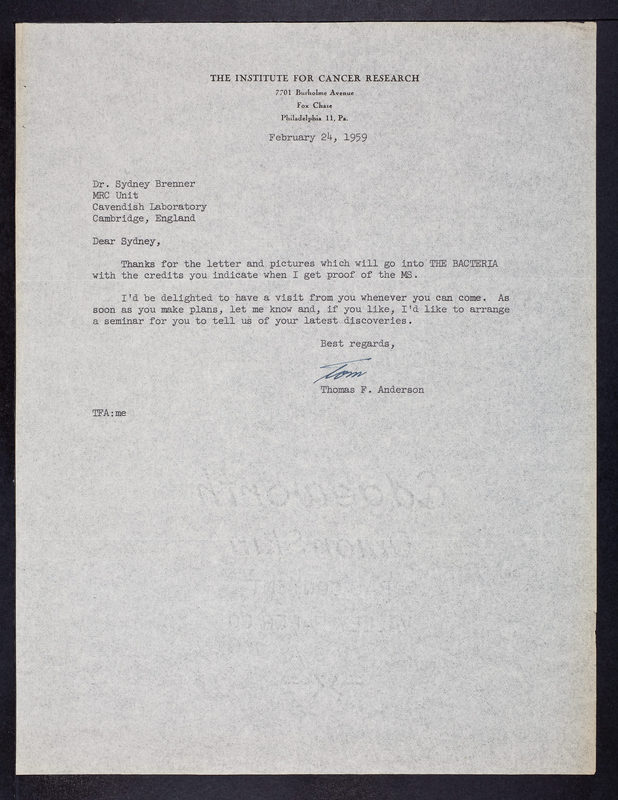 THE INSTITUTE FOR CANCER RESEARCH
7701 Burholme Avenue
Fox Chase
Philadelphia 11, Pa.
February 24, 1959
Dr. Sydney Brenner
MRC Unit
Cavendish Laboratory
Cambridge, England
Dear Sydney,
Thanks for the letter and pictures which will go into THE BACTERIA
with the credits you indicate when I get proof of the MS.
I'd be delighted to have a visit from you whenever you can come. As
soon as you make plans, let me know and, if you like, I'd like to arrange
a seminar for you to tell us of your latest discoveries.
Best regards,
Tom
Thomas F. Anderson
TFA:me
Edgeworth